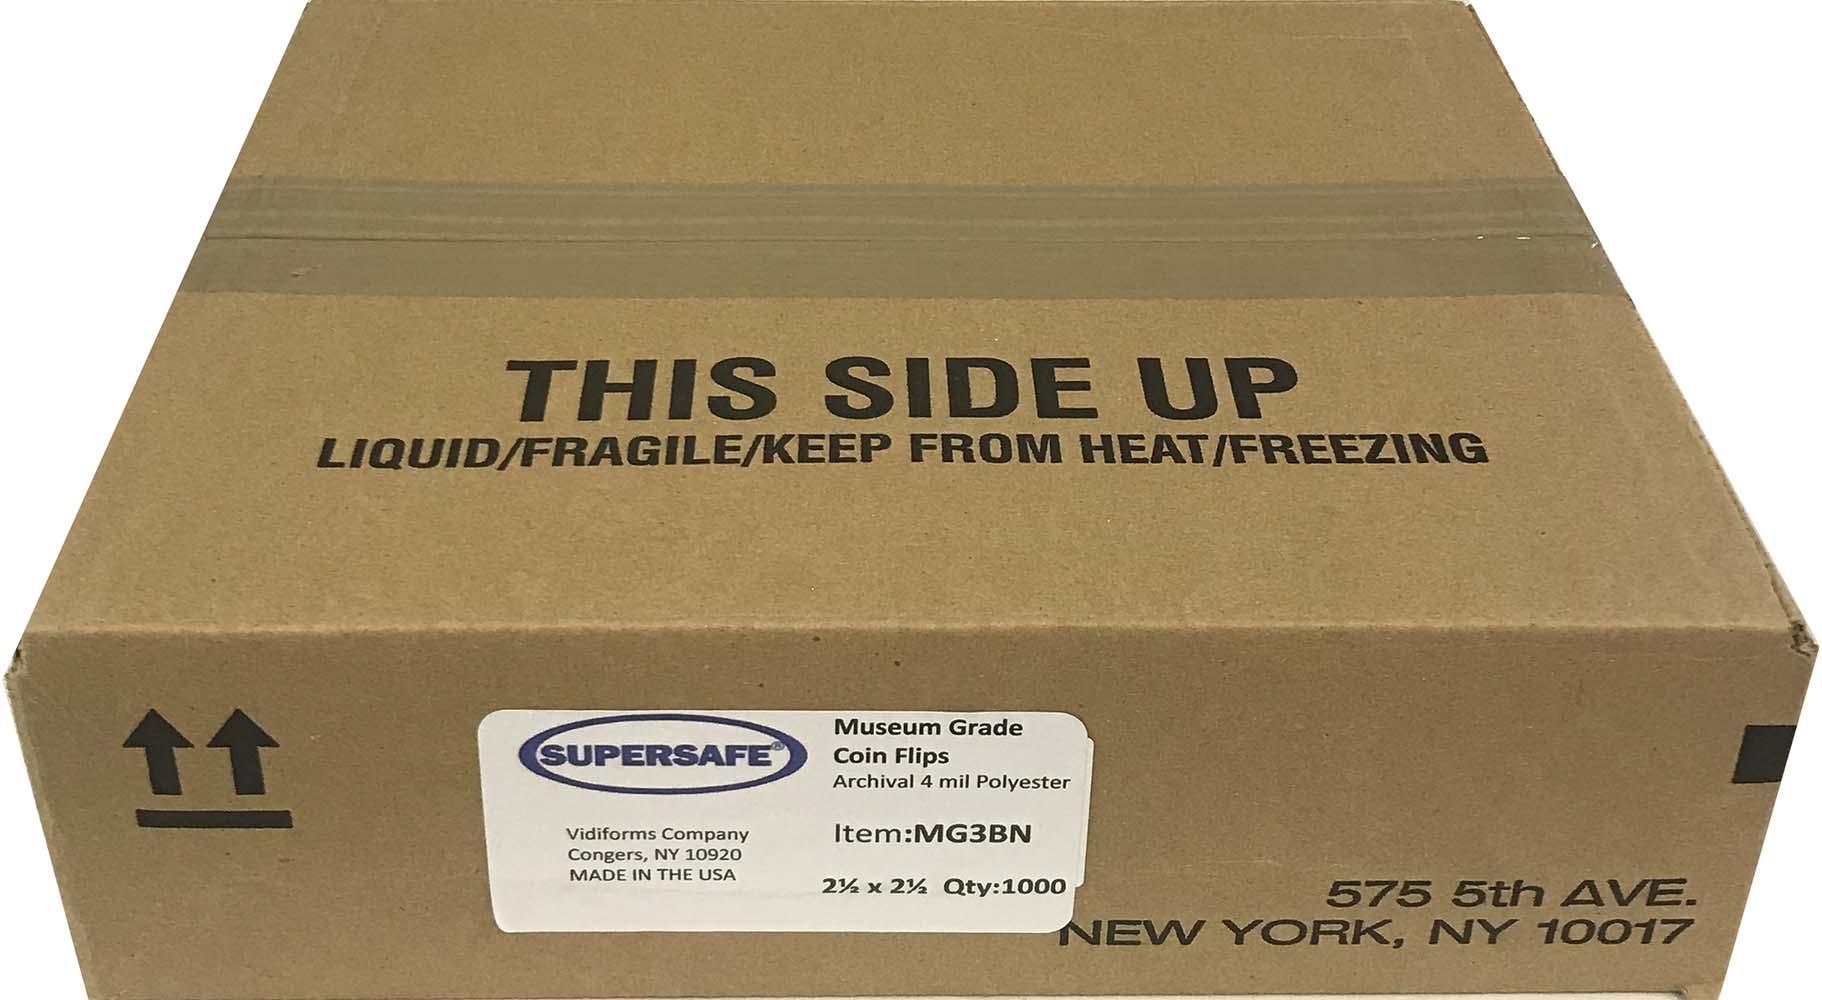 THIS SIDE UP
LIQUID/FRAGILE/KEEP FROM HEAT/FREEZING
SUPERSAFE®
Museum Grade
Coin Flips
Archival 4 mil Polyester
Vidiforms Company
Congers, NY 10920
MADE IN THE USA
Item:MG3BN
2½ x 2½ Qty:1000
575 5th AVE.
NEW YORK, NY 10017